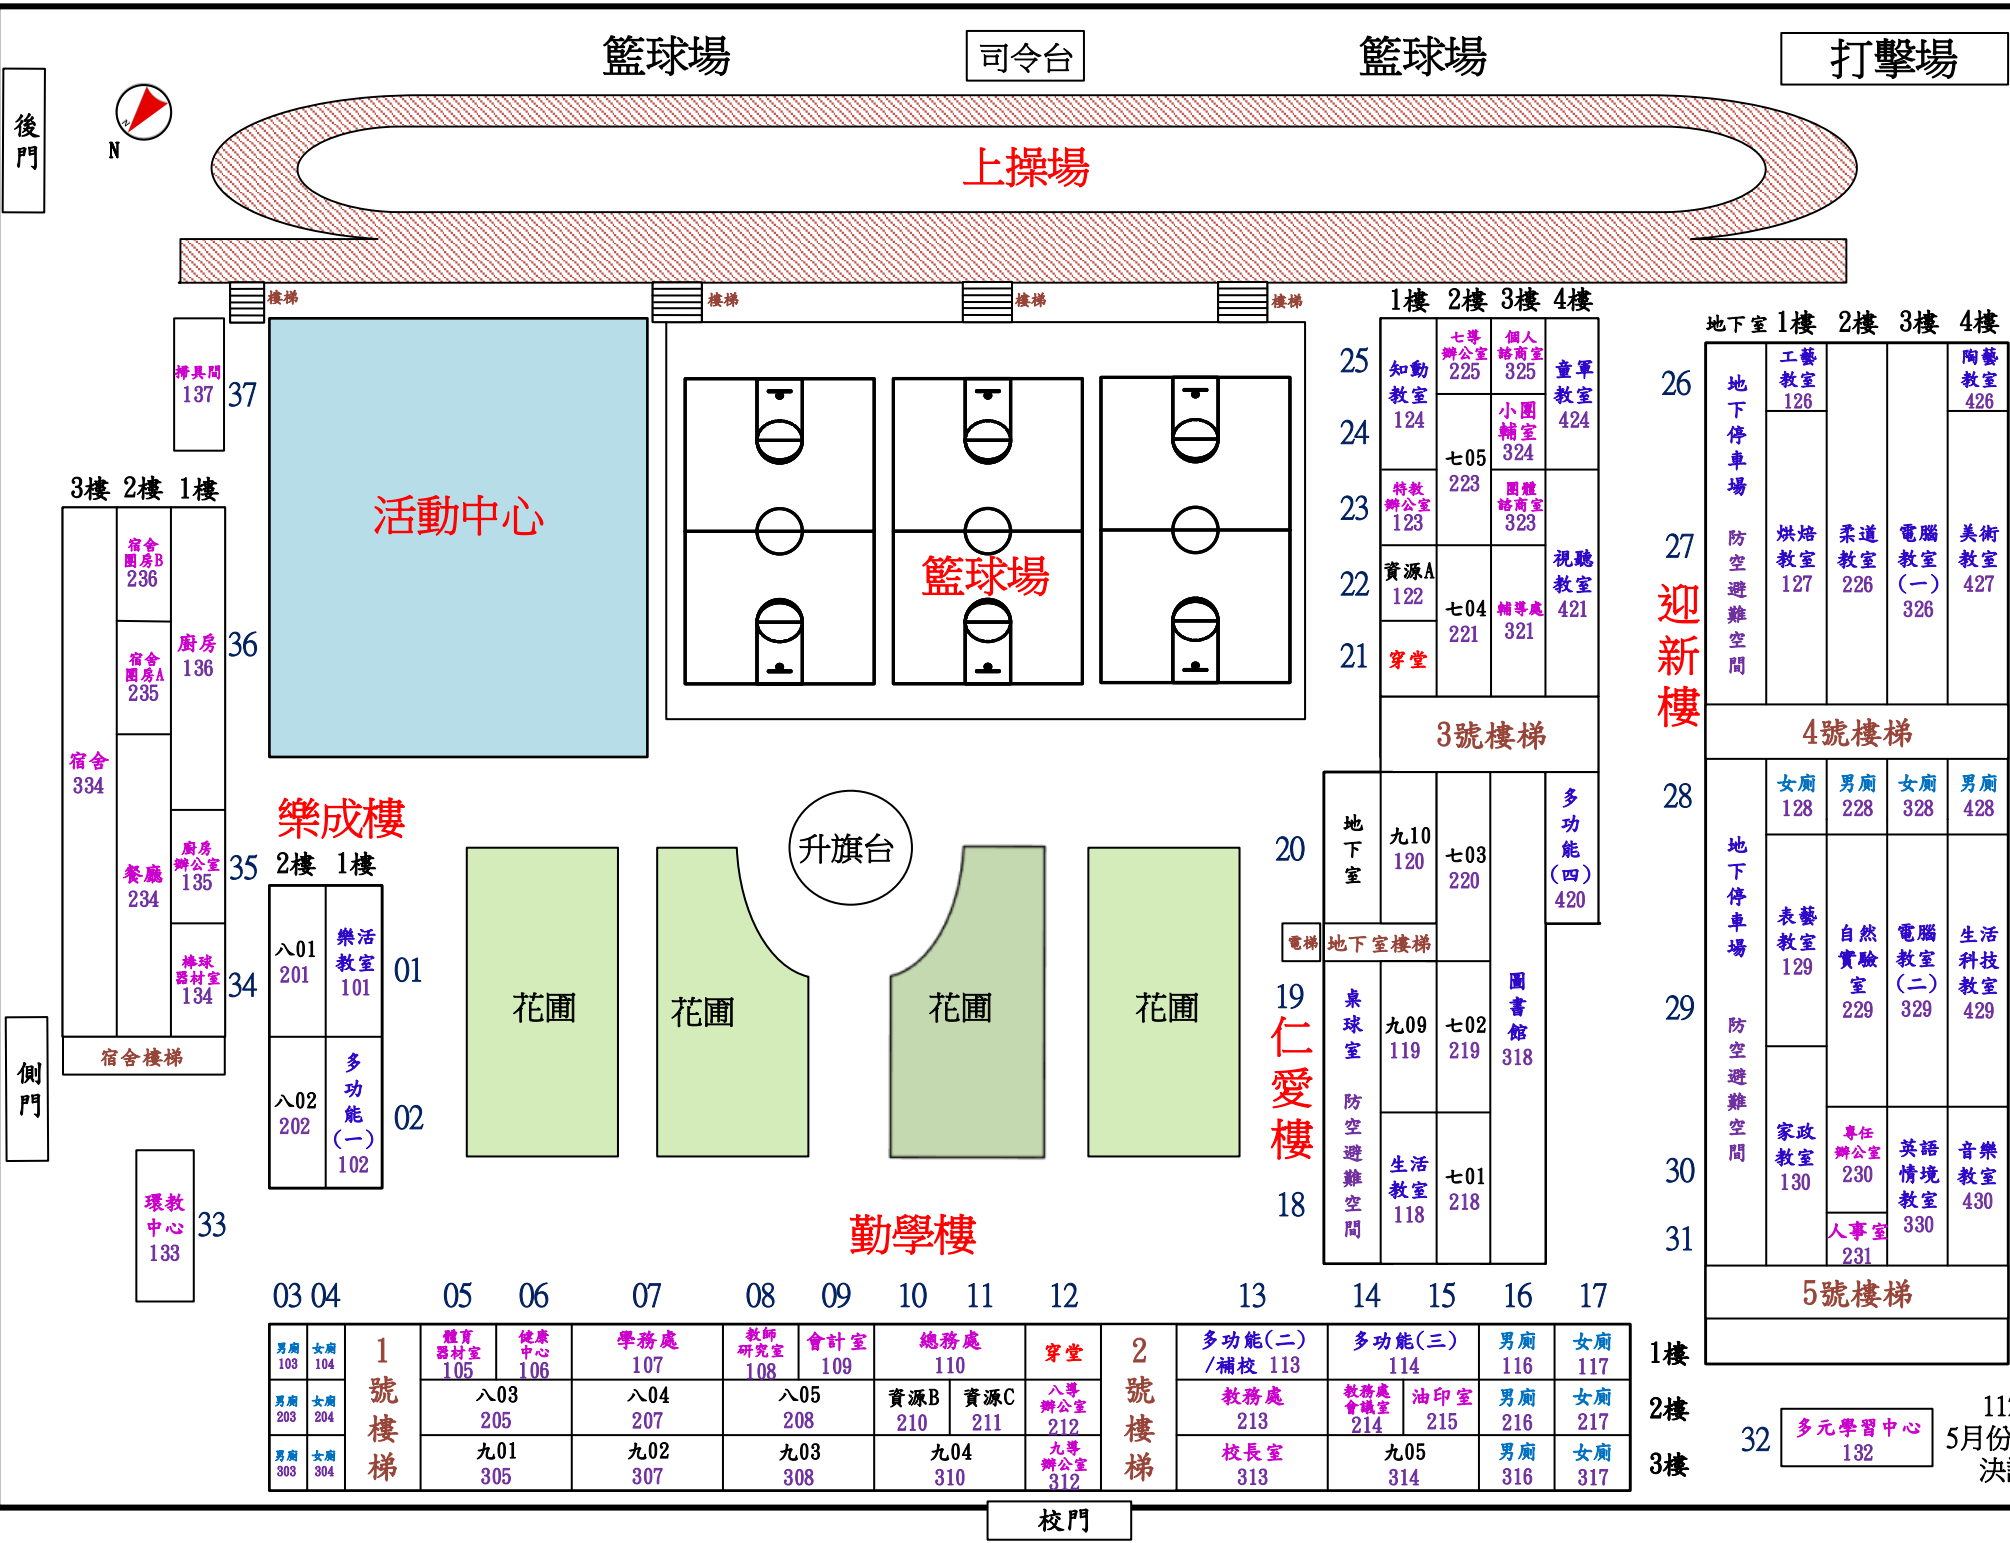 籃球場
司令台
籃球場
打擊場
後門
N
上操場
樓梯
樓梯
樓梯
樓梯
掃具間
137
37
活動中心
籃球場
3樓 2樓 1樓
宿舍
334
宿舍
團房B
236
宿舍
團房A
235
餐廳
234
廚房
136
36
廚房
辦公室
135
35
棒球
器材室
134
34
宿舍樓梯
側門
環教
中心
133
33
樂成樓
2樓 1樓
八01
201
樂活
教室
101
01
八02
202
多功能(一)
102
02
升旗台
花圃
花圃
花圃
花圃
1樓 2樓 3樓 4樓
25
24
23
22
21
知動
教室
124
七導
辦公室
225
個人
諮商室
325
童軍
教室
424
七05
223
小團
輔室
324
特教
辦公室
123
團體
諮商室
323
資源A
122
七04
221
輔導處
321
視聽
教室
421
穿堂
3號樓梯
20
地下室
九10
120
七03
220
多功能(四)
420
電梯
地下室樓梯
圖書館
318
19
仁愛樓
18
桌球室
防空避難空間
九09
119
七02
219
生活
教室
118
七01
218
地下室 1樓 2樓 3樓 4樓
26
27
迎新樓
地下停車場
防空避難空間
工藝
教室
126
陶藝
教室
426
烘焙
教室
127
柔道
教室
226
電腦
教室
(一)
326
美術
教室
427
4號樓梯
28
女廁
128
男廁
228
女廁
328
男廁
428
29
30
31
地下停車場
防空避難空間
表藝
教室
129
自然
實驗
室
229
電腦
教室
(二)
329
生活
科技
教室
429
家政
教室
130
專任
辦公室
230
人事室
231
英語
情境
教室
330
音樂
教室
430
5號樓梯
勤學樓
03 04 05 06 07 08 09 10 11 12 13 14 15 16 17
男廁
103
女廁
104
1號樓梯
體育
器材室
105
健康
中心
106
學務處
107
教師
研究室
108
會計室
109
總務處
110
穿堂
2號樓梯
多功能(二)
/補校 113
多功能(三)
114
男廁
116
女廁
117
1樓
男廁
203
女廁
204
八03
205
八04
207
八05
208
資源B
210
資源C
211
八導
辦公室
212
教務處
213
教務處
會議室
214
油印室
215
男廁
216
女廁
217
2樓
男廁
303
女廁
304
九01
305
九02
307
九03
308
九04
310
九導
辦公室
312
校長室
313
九05
314
男廁
316
女廁
317
3樓
32
多元學習中心
132
5月份
校門